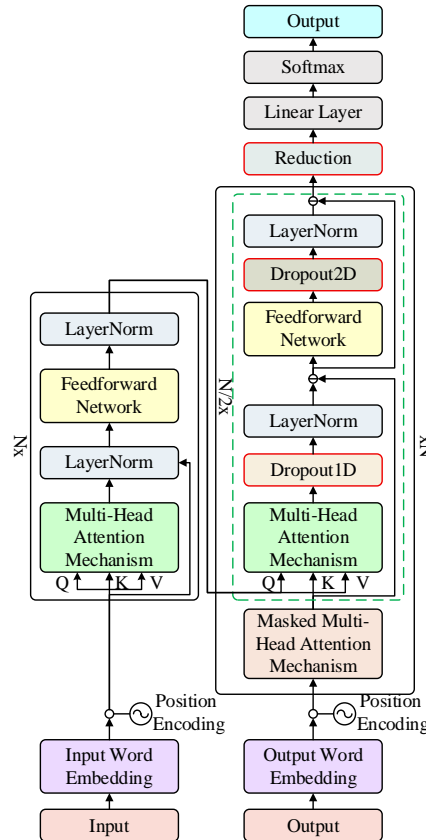 Output
Softmax
Linear Layer
Reduction
LayerNorm
Dropout2D
Feedforward
Network
N/2x
xN
LayerNorm
Dropout1D
Multi-Head
Attention
Mechanism
Q K V
Masked Multi-
Head Attention
Mechanism
Position
Encoding
Output Word
Embedding
Output
LayerNorm
Feedforward
Network
Nx
LayerNorm
Multi-Head
Attention
Mechanism
Q K V
Position
Encoding
Input Word
Embedding
Input